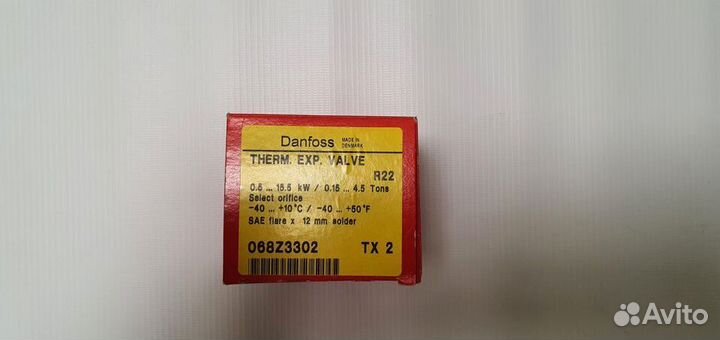 Danfoss MADE IN DENMARK
THERM. EXP. VALVE
R22
0.5 ... 15.5 kW / 0.15 ... 4.5 Tons
Select orifice
-40 ... +10°C / -40 ... +50°F
SAE flare x 12 mm solder
068Z3302 TX 2
Avito